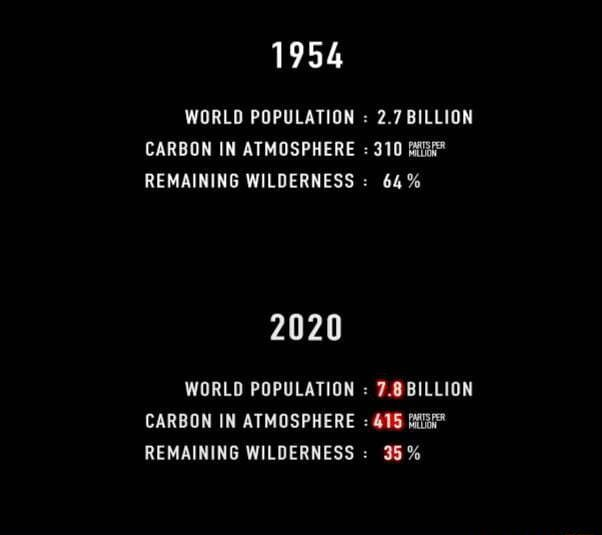 1954
WORLD POPULATION : 2.7 BILLION
CARBON IN ATMOSPHERE : 310 PARTS PER MILLION
REMAINING WILDERNESS : 64 %
2020
WORLD POPULATION : 7.8 BILLION
CARBON IN ATMOSPHERE : 415 PARTS PER MILLION
REMAINING WILDERNESS : 35 %